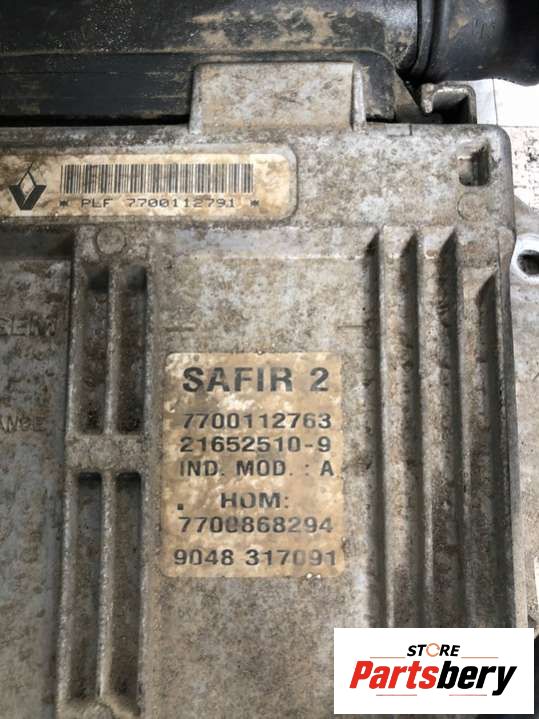 * PLF 7700112791 *
SAFIR 2
7700112763
21652510-9
IND. MOD. : A
. HOM:
7700868294
9048 317091
STORE
Partsbery